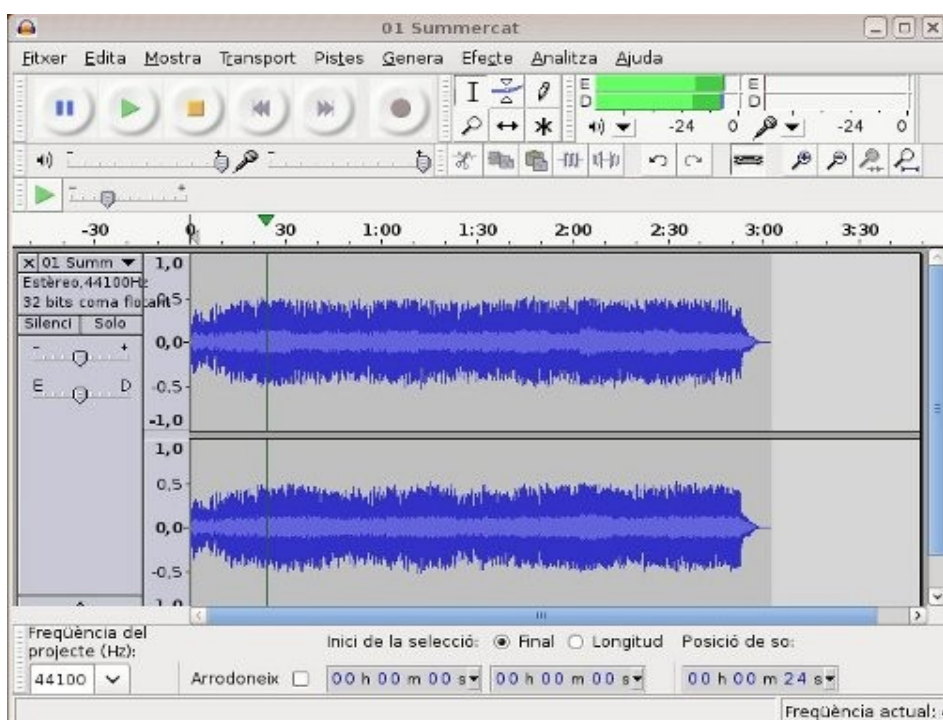 01 Summercat
Fitxer Edita Mostra Transport Pistes Genera Efecte Analitza Ajuda
E
D
E
D
-24 0 -24 0
-30 0 30 1:00 1:30 2:00 2:30 3:00 3:30
01 Summ
Estèreo,44100Hz
32 bits coma flotant
Silenci Solo
- +
E D
1,0
0,5
0,0
-0,5
-1,0
1,0
0,5
0,0
-0,5
-1,0
Freqüència del
projecte (Hz):
44100
Inici de la selecció: Final Longitud Posició de so:
Arrodoneix 00 h 00 m 00 s 00 h 00 m 00 s 00 h 00 m 24 s
Freqüència actual: